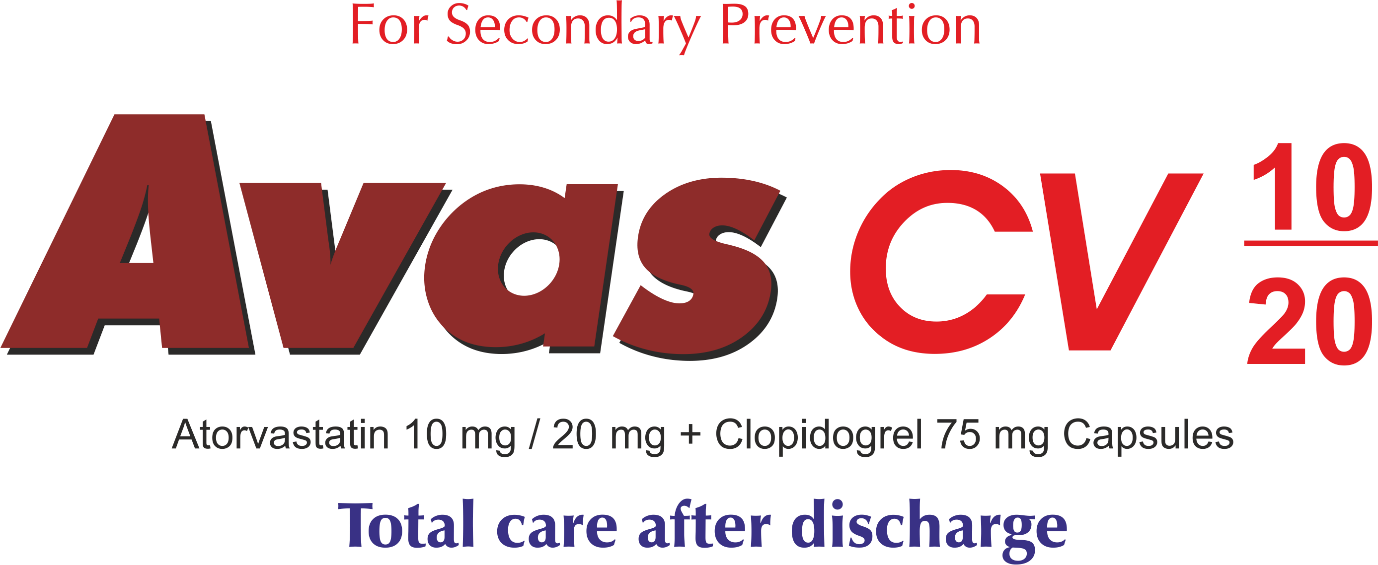 For Secondary Prevention
Avas CV 10/20
Atorvastatin 10 mg / 20 mg + Clopidogrel 75 mg Capsules
Total care after discharge